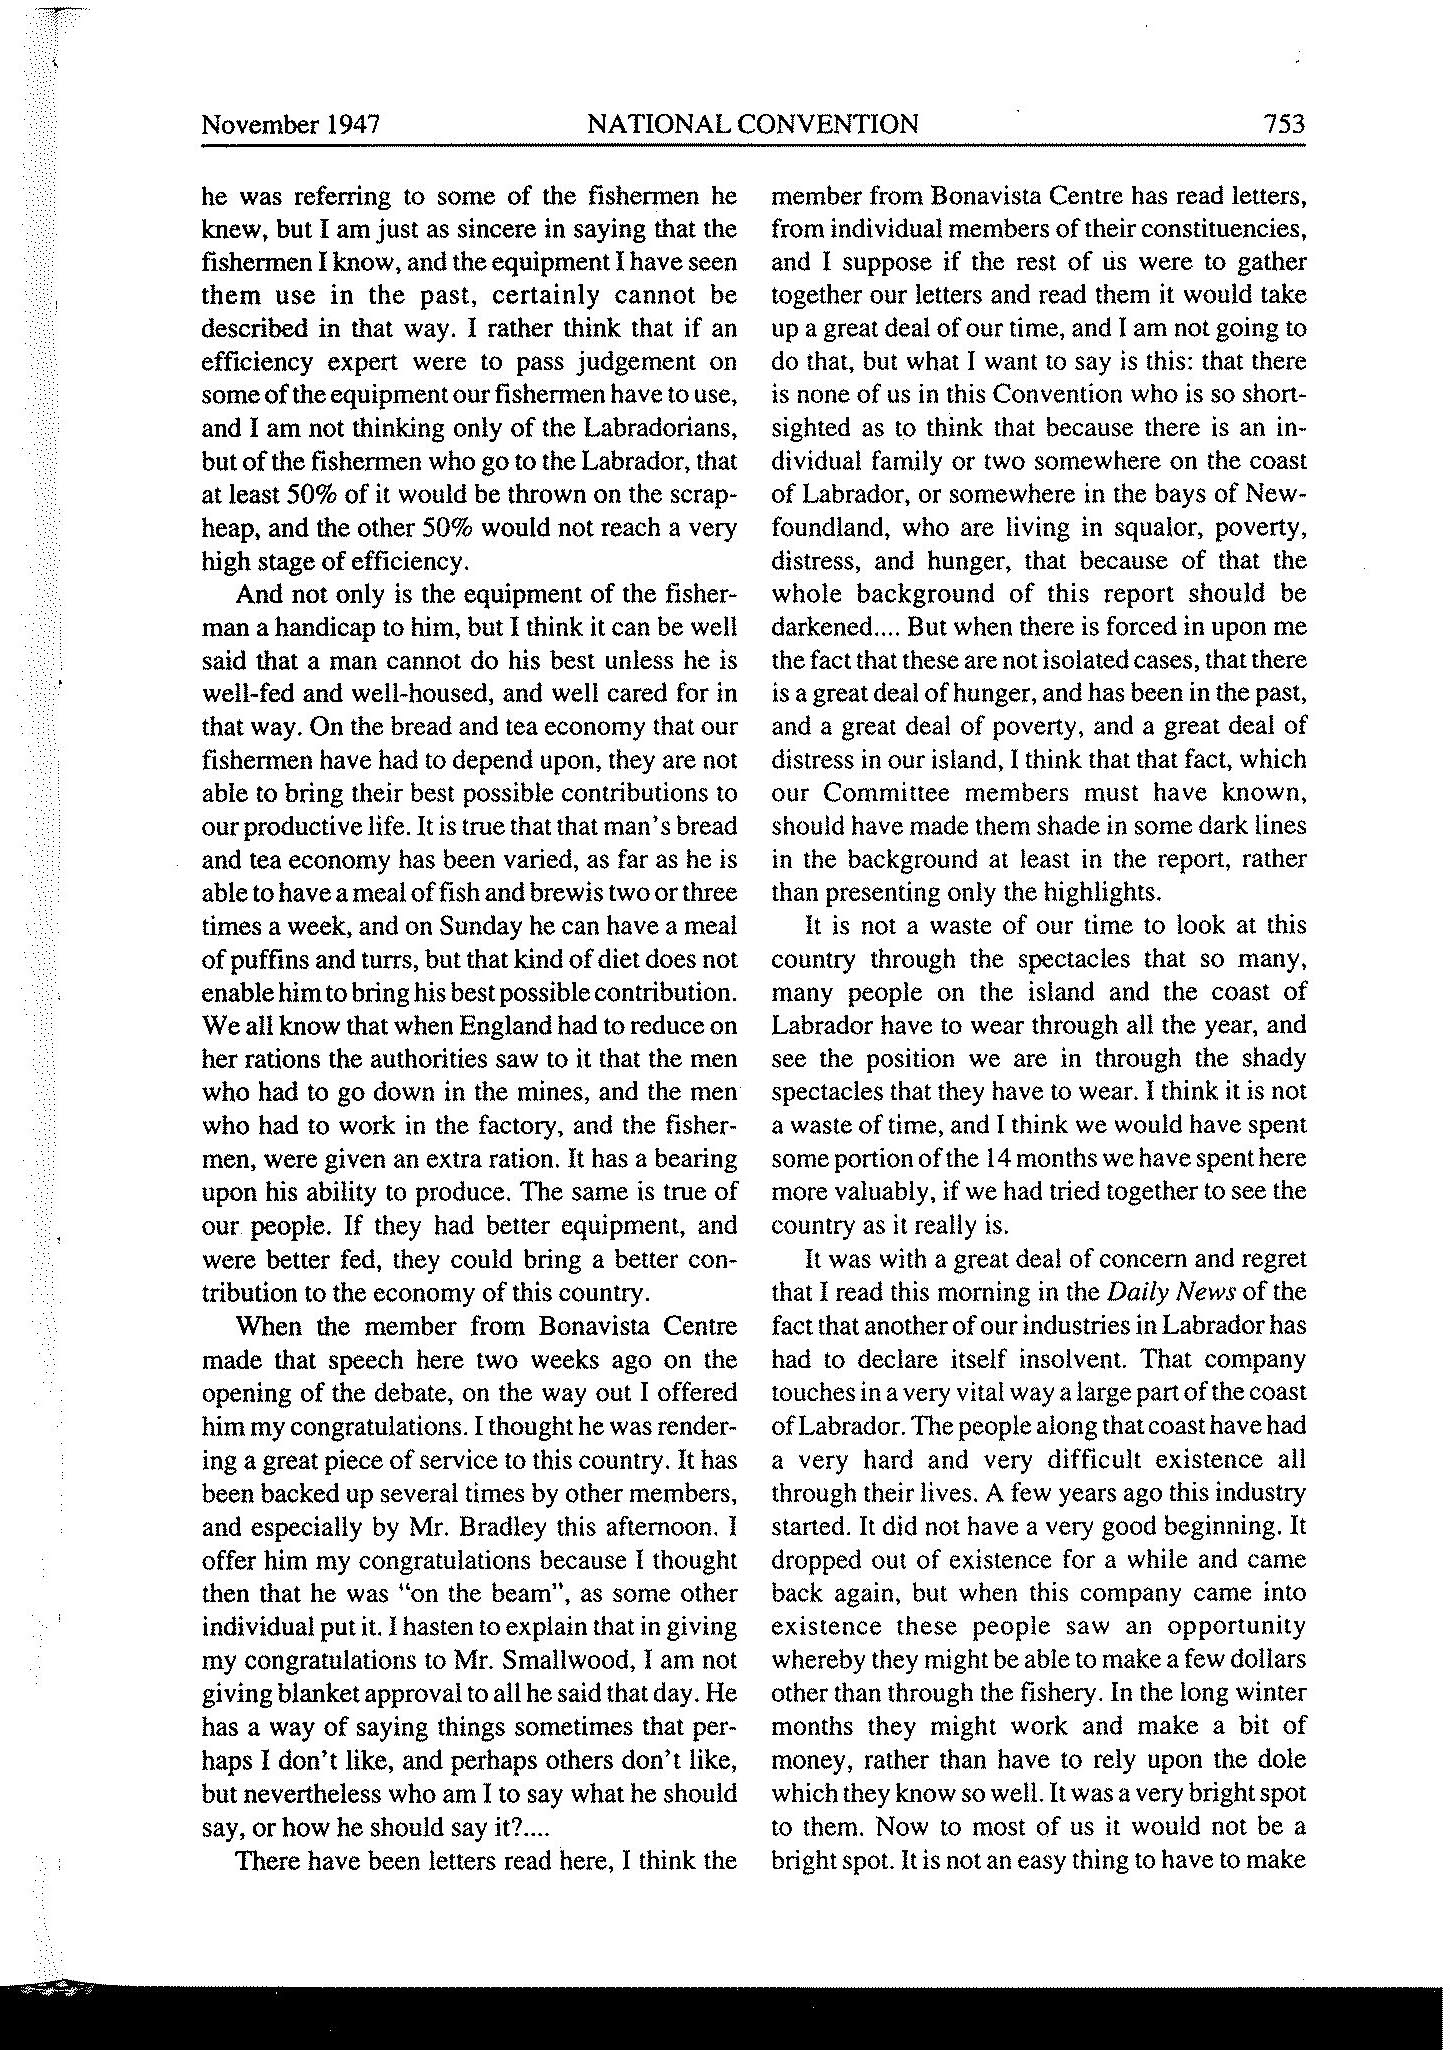 November 1947 NATIONAL CONVENTION 753
he was referring to some of the fishermen he
knew, but I am just as sincere in saying that the
fishermen I know, and the equipment I have seen
them use in the past, certainly cannot be
described in that way. I rather think that if an
efficiency expert were to pass judgement on
some of the equipment our fishermen have to use,
and I am not thinking only of the Labradorians,
but of the fishermen who go to the Labrador, that
at least 50% of it would be thrown on the scrap-
heap, and the other 50% would not reach a very
high stage of efficiency.
And not only is the equipment of the fisher-
man a handicap to him, but I think it can be well
said that a man cannot do his best unless he is
well-fed and well-housed, and well cared for in
that way. On the bread and tea economy that our
fishermen have had to depend upon, they are not
able to bring their best possible contributions to
our productive life. It is true that that man's bread
and tea economy has been varied, as far as he is
able to have a meal of fish and brewis two or three
times a week, and on Sunday he can have a meal
of puffins and turrs, but that kind of diet does not
enable him to bring his best possible contribution.
We all know that when England had to reduce on
her rations the authorities saw to it that the men
who had to go down in the mines, and the men
who had to work in the factory, and the fisher-
men, were given an extra ration. It has a bearing
upon his ability to produce. The same is true of
our people. If they had better equipment, and
were better fed, they could bring a better con-
tribution to the economy of this country.
When the member from Bonavista Centre
made that speech here two weeks ago on the
opening of the debate, on the way out I offered
him my congratulations. I thought he was render-
ing a great piece of service to this country. It has
been backed up several times by other members,
and especially by Mr. Bradley this afternoon. I
offer him my congratulations because I thought
then that he was "on the beam", as some other
individual put it. I hasten to explain that in giving
my congratulations to Mr. Smallwood, I am not
giving blanket approval to all he said that day. He
has a way of saying things sometimes that per-
haps I don't like, and perhaps others don't like,
but nevertheless who am I to say what he should
say, or how he should say it?....
There have been letters read here, I think the
member from Bonavista Centre has read letters,
from individual members of their constituencies,
and I suppose if the rest of us were to gather
together our letters and read them it would take
up a great deal of our time, and I am not going to
do that, but what I want to say is this: that there
is none of us in this Convention who is so short-
sighted as to think that because there is an in-
dividual family or two somewhere on the coast
of Labrador, or somewhere in the bays of New-
foundland, who are living in squalor, poverty,
distress, and hunger, that because of that the
whole background of this report should be
darkened.... But when there is forced in upon me
the fact that these are not isolated cases, that there
is a great deal of hunger, and has been in the past,
and a great deal of poverty, and a great deal of
distress in our island, I think that that fact, which
our Committee members must have known,
should have made them shade in some dark lines
in the background at least in the report, rather
than presenting only the highlights.
It is not a waste of our time to look at this
country through the spectacles that so many,
many people on the island and the coast of
Labrador have to wear through all the year, and
see the position we are in through the shady
spectacles that they have to wear. I think it is not
a waste of time, and I think we would have spent
some portion of the 14 months we have spent here
more valuably, if we had tried together to see the
country as it really is.
It was with a great deal of concern and regret
that I read this morning in the Daily News of the
fact that another of our industries in Labrador has
had to declare itself insolvent. That company
touches in a very vital way a large part of the coast
of Labrador. The people along that coast have had
a very hard and very difficult existence all
through their lives. A few years ago this industry
started. It did not have a very good beginning. It
dropped out of existence for a while and came
back again, but when this company came into
existence these people saw an opportunity
whereby they might be able to make a few dollars
other than through the fishery. In the long winter
months they might work and make a bit of
money, rather than have to rely upon the dole
which they know so well. It was a very bright spot
to them. Now to most of us it would not be a
bright spot. It is not an easy thing to have to make